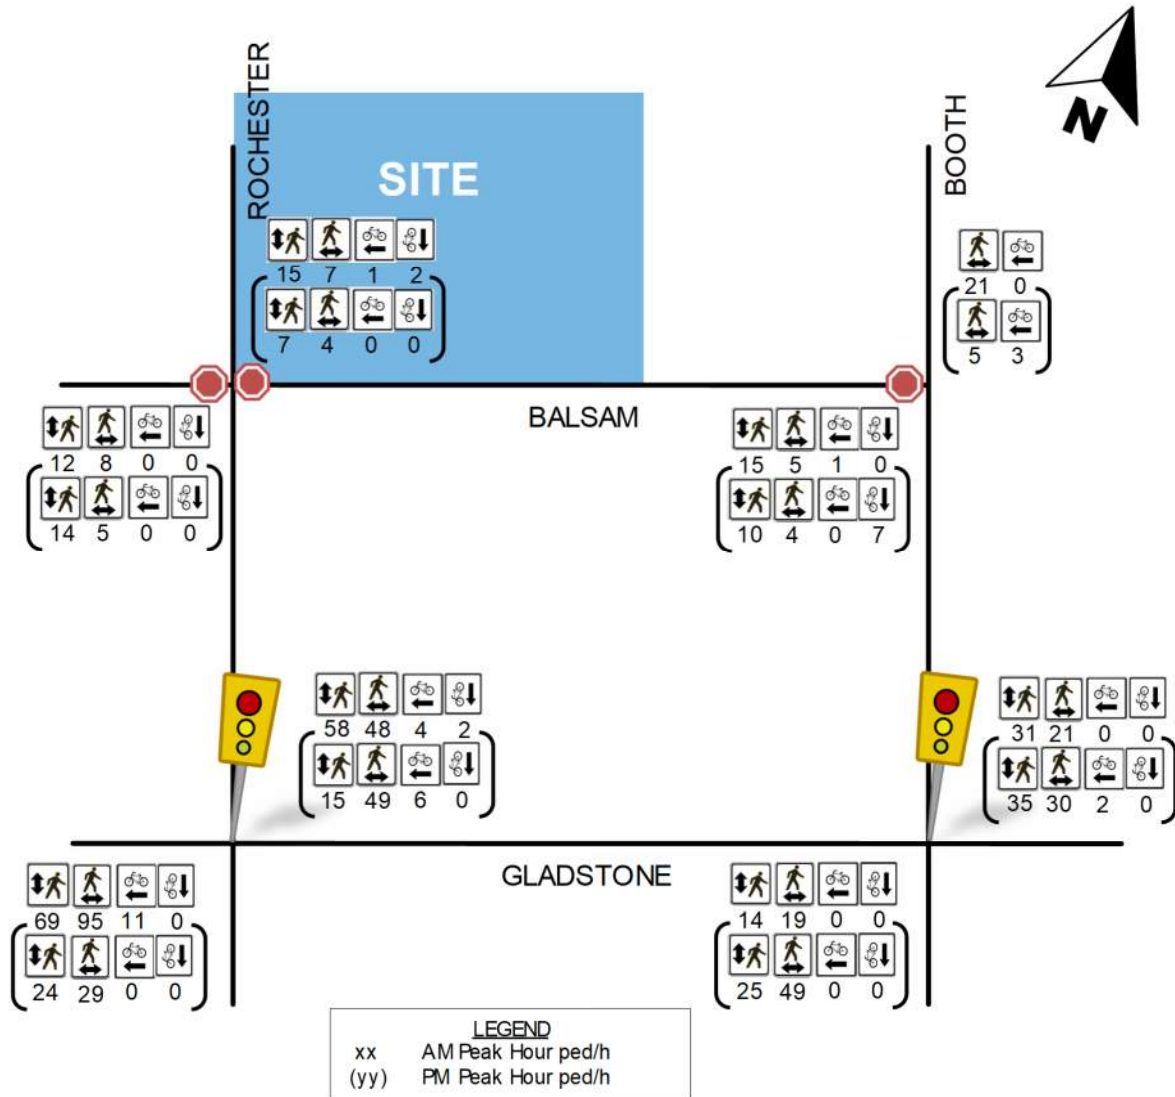 N
ROCHESTER
BOOTH
SITE
15 7 1 2
7 4 0 0
21 0
5 3
BALSAM
12 8 0 0
14 5 0 0
15 5 1 0
10 4 0 7
58 48 4 2
15 49 6 0
31 21 0 0
35 30 2 0
GLADSTONE
69 95 11 0
24 29 0 0
14 19 0 0
25 49 0 0
LEGEND
xx AM Peak Hour ped/h
(yy) PM Peak Hour ped/h